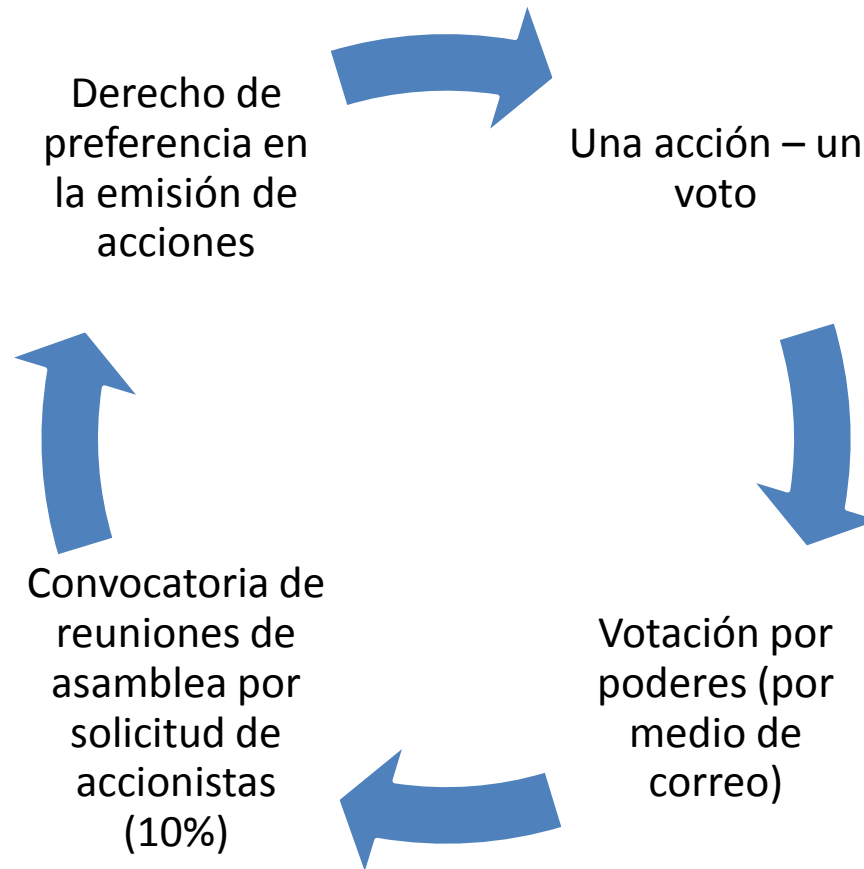 Derecho de
preferencia en
la emisión de
acciones
Una acción – un
voto
Votación por
poderes (por
medio de
correo)
Convocatoria de
reuniones de
asamblea por
solicitud de
accionistas
(10%)